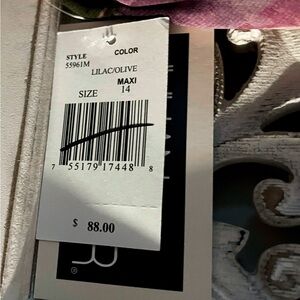 STYLE COLOR
55961M
LILAC/OLIVE
MAXI
SIZE 14
7 55179 17448 8
$ 88.00
R
®